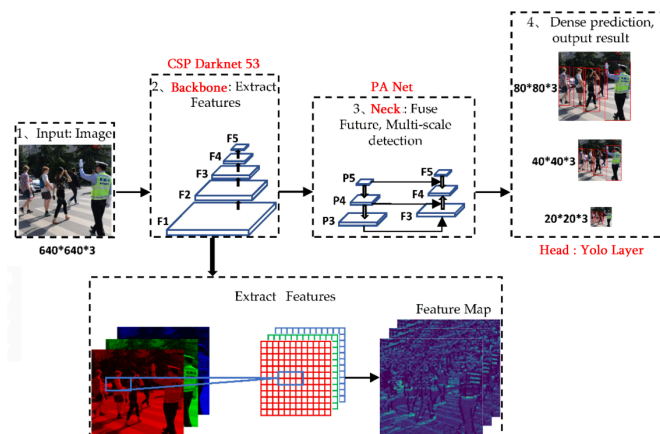 1、Input: Image
640*640*3
CSP Darknet 53
2、Backbone: Extract
Features
F5
F4
F3
F2
F1
PA Net
3、Neck : Fuse
Future, Multi-scale
detection
P5
P4
P3
F5
F4
F3
4、 Dense prediction,
output result
80*80*3
40*40*3
20*20*3
Head : Yolo Layer
Extract Features
Feature Map